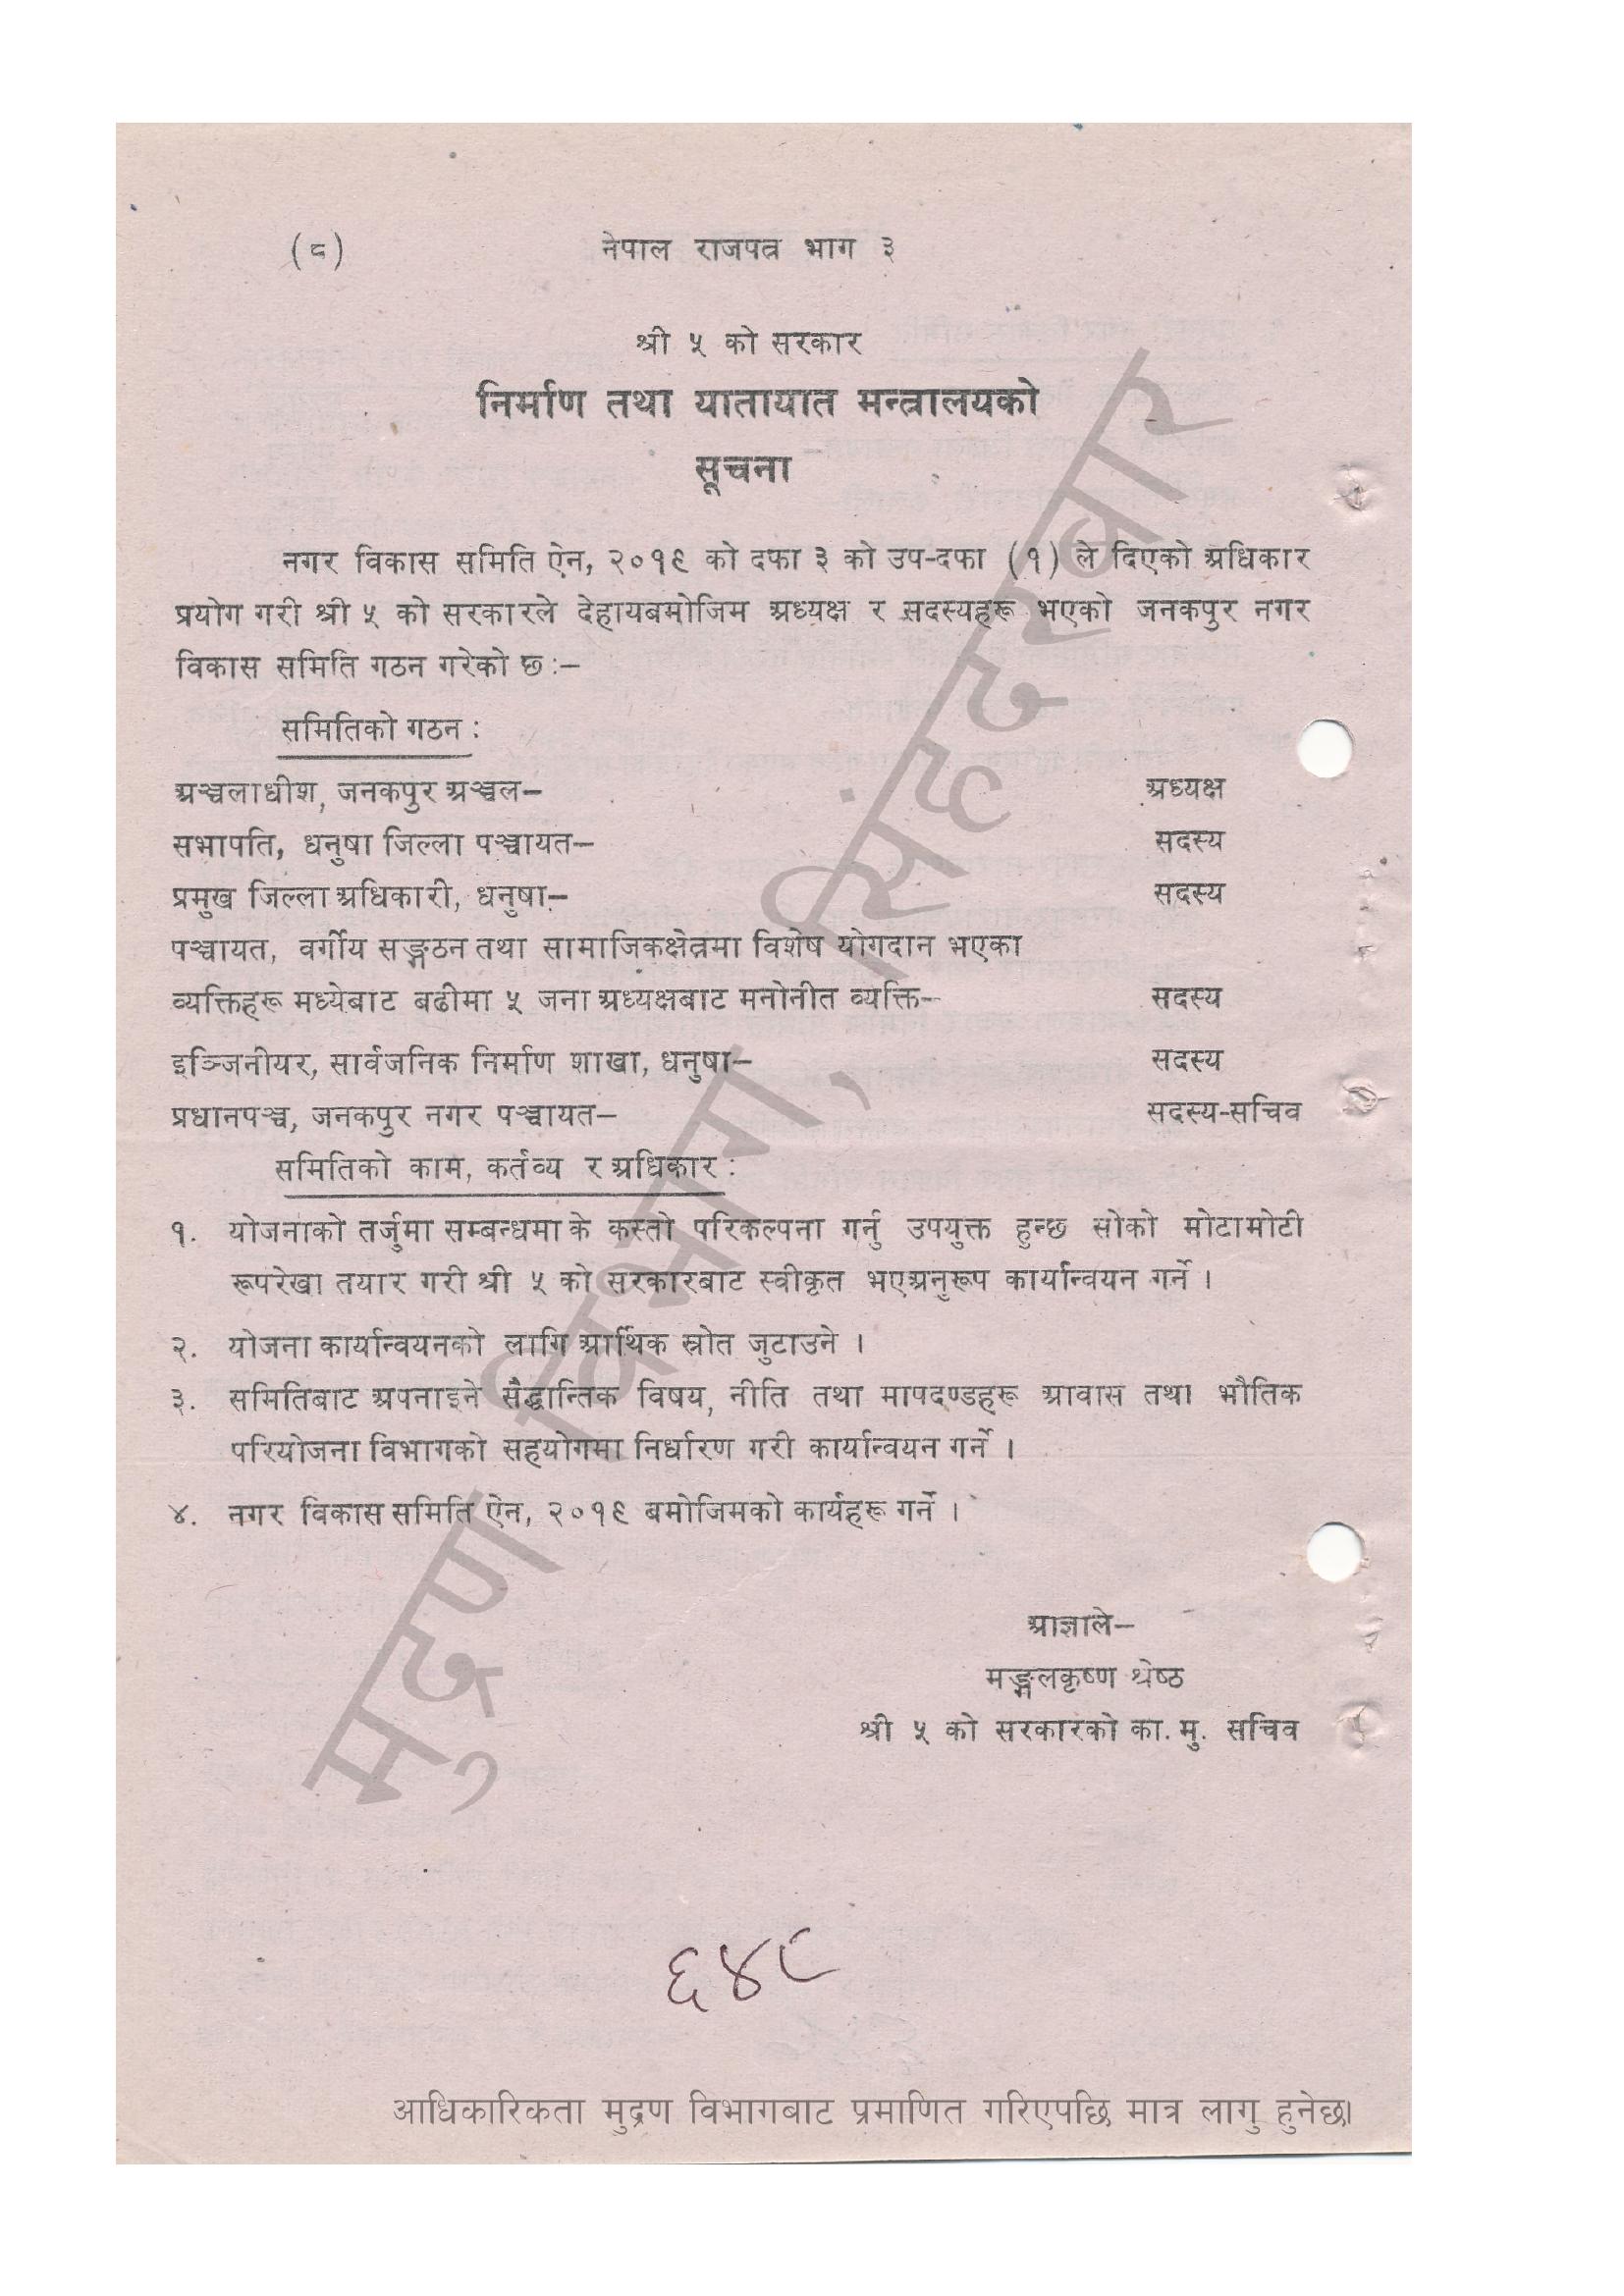 (८) नेपाल राजपत्र भाग ३
श्री ५ को सरकार
निर्माण तथा यातायात मन्त्रालयको
सूचना
नगर विकास समिति ऐन, २०१९ को दफा ३ को उप-दफा (१) ले दिएको अधिकार
प्रयोग गरी श्री ५ को सरकारले देहायबमोजिम अध्यक्ष र सदस्यहरू भएको जनकपुर नगर
विकास समिति गठन गरेको छ :–
समितिको गठन :
अञ्चलाधीश, जनकपुर अञ्चल– अध्यक्ष
सभापति, धनुषा जिल्ला पञ्चायत– सदस्य
प्रमुख जिल्ला अधिकारी, धनुषा– सदस्य
पञ्चायत, वर्गीय सङ्गठन तथा सामाजिकक्षेत्रमा विशेष योगदान भएका
व्यक्तिहरू मध्येबाट बढीमा ५ जना अध्यक्षबाट मनोनीत व्यक्ति– सदस्य
इञ्जिनीयर, सार्वजनिक निर्माण शाखा, धनुषा– सदस्य
प्रधानपञ्च, जनकपुर नगर पञ्चायत– सदस्य-सचिव
समितिको काम, कर्तव्य र अधिकार :
१. योजनाको तर्जुमा सम्बन्धमा के कस्तो परिकल्पना गर्नु उपयुक्त हुन्छ सोको मोटामोटी
रूपरेखा तयार गरी श्री ५ को सरकारबाट स्वीकृत भएअनुरूप कार्यान्वयन गर्ने ।
२. योजना कार्यान्वयनको लागि आर्थिक स्रोत जुटाउने ।
३. समितिबाट अपनाइने सैद्धान्तिक विषय, नीति तथा मापदण्डहरू आवास तथा भौतिक
परियोजना विभागको सहयोगमा निर्धारण गरी कार्यान्वयन गर्ने ।
४. नगर विकास समिति ऐन, २०१९ बमोजिमको कार्यहरू गर्ने ।
आज्ञाले–
मङ्गलकृष्ण श्रेष्ठ
श्री ५ को सरकारको का. मु. सचिव
६४८
मुद्रण विभाग, सिंहदरबार
आधिकारिकता मुद्रण विभागबाट प्रमाणित गरिएपछि मात्र लागु हुनेछ।